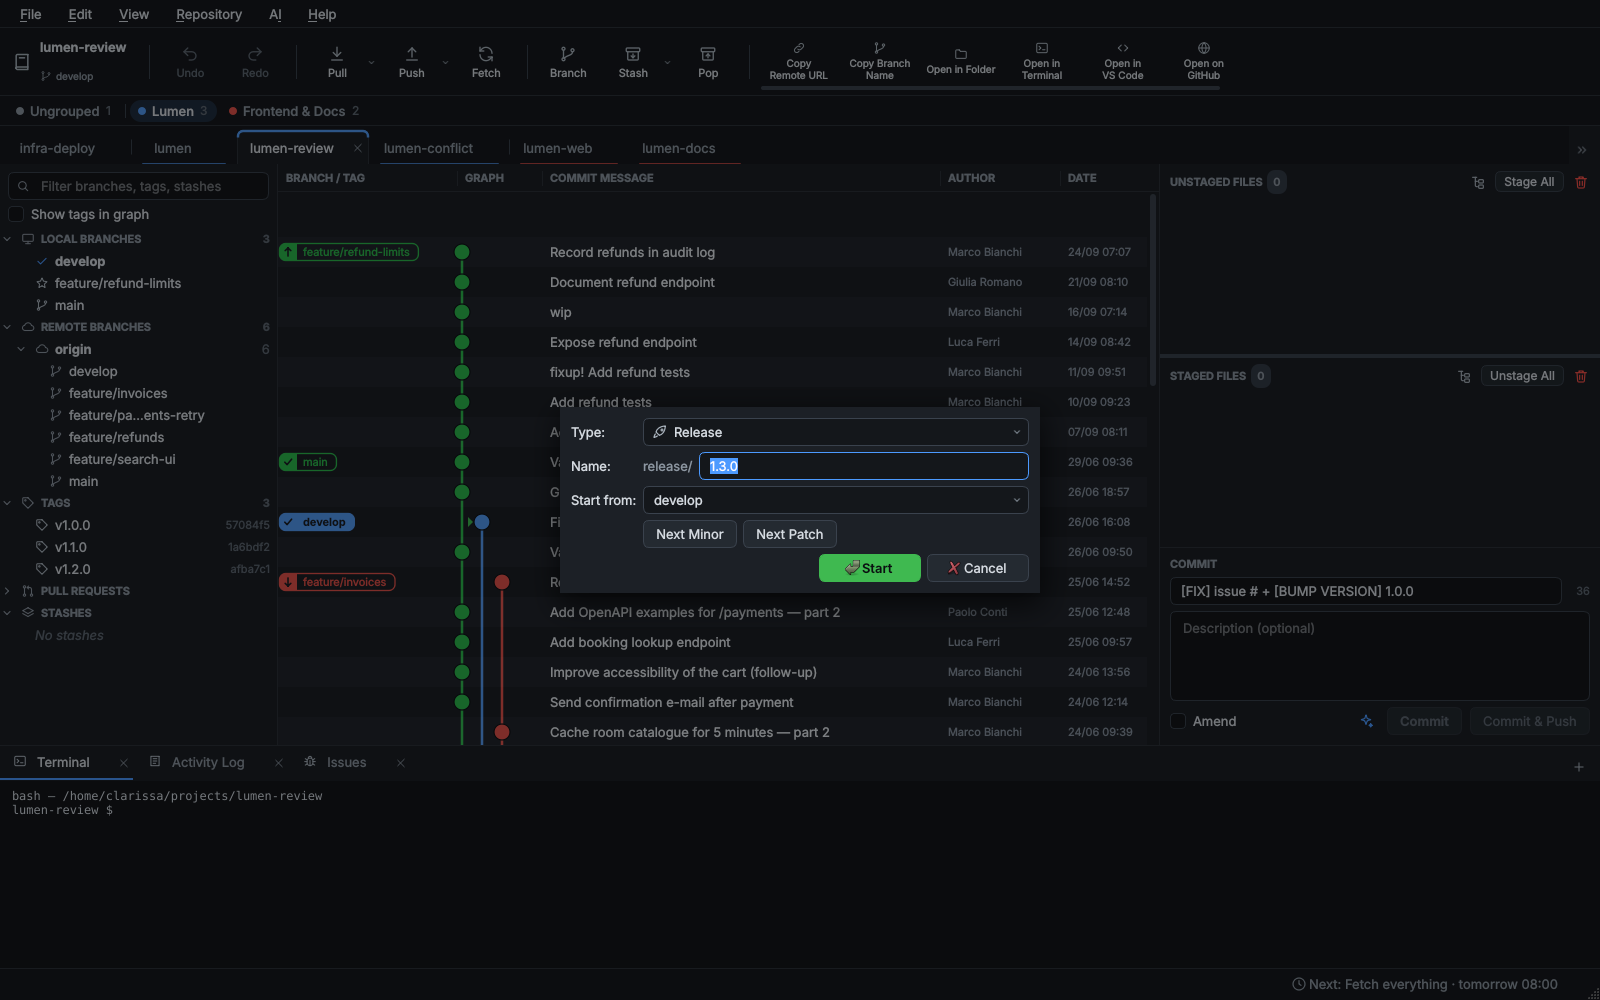 File Edit View Repository AI Help
lumen-review
develop
Undo Redo Pull Push Fetch Branch Stash Pop
Copy Remote URL
Copy Branch Name
Open in Folder
Open in Terminal
Open in VS Code
Open on GitHub
Ungrouped 1 Lumen 3 Frontend & Docs 2
infra-deploy lumen lumen-review lumen-conflict lumen-web lumen-docs
Filter branches, tags, stashes
Show tags in graph
LOCAL BRANCHES 3
develop
feature/refund-limits
main
REMOTE BRANCHES 6
origin 6
develop
feature/invoices
feature/pa...ents-retry
feature/refunds
feature/search-ui
main
TAGS 3
v1.0.0 57084f5
v1.1.0 1a6bdf2
v1.2.0 afba7c1
PULL REQUESTS
STASHES
No stashes
BRANCH / TAG GRAPH COMMIT MESSAGE AUTHOR DATE
feature/refund-limits Record refunds in audit log Marco Bianchi 24/09 07:07
Document refund endpoint Giulia Romano 21/09 08:10
wip Marco Bianchi 16/09 07:14
Expose refund endpoint Luca Ferri 14/09 08:42
fixup! Add refund tests Marco Bianchi 11/09 09:51
Add refund tests Marco Bianchi 10/09 09:23
07/09 08:11
main 29/06 09:36
26/06 18:57
develop 26/06 16:08
26/06 09:50
feature/invoices 25/06 14:52
Add OpenAPI examples for /payments — part 2 Paolo Conti 25/06 12:48
Add booking lookup endpoint Luca Ferri 25/06 09:57
Improve accessibility of the cart (follow-up) Marco Bianchi 24/06 13:56
Send confirmation e-mail after payment Marco Bianchi 24/06 12:14
Cache room catalogue for 5 minutes — part 2 Marco Bianchi 24/06 09:39
Type: Release
Name: release/ 1.3.0
Start from: develop
Next Minor Next Patch
Start Cancel
UNSTAGED FILES 0 Stage All
STAGED FILES 0 Unstage All
COMMIT
[FIX] issue # + [BUMP VERSION] 1.0.0 36
Description (optional)
Amend Commit Commit & Push
Terminal Activity Log Issues
bash — /home/clarissa/projects/lumen-review
lumen-review $
Next: Fetch everything · tomorrow 08:00